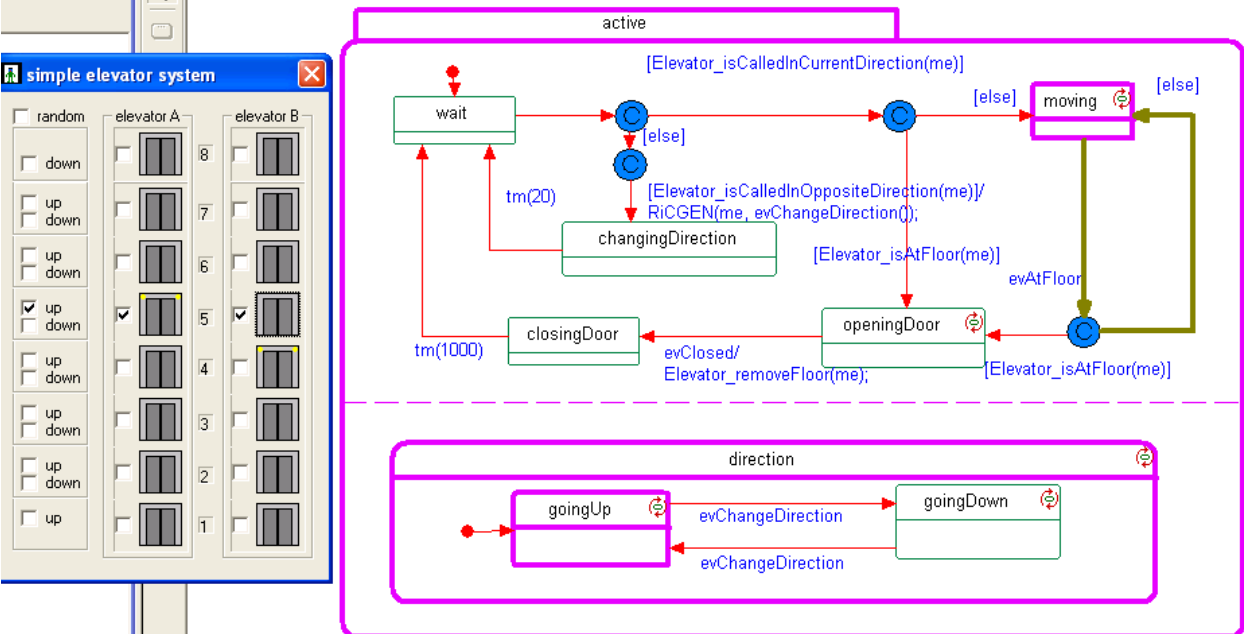 simple elevator system
random
elevator A
elevator B
down
8
up
down
7
up
down
6
up
down
5
up
down
4
up
down
3
up
down
2
up
1
active
[Elevator_isCalledInCurrentDirection(me)]
wait
[else]
moving
[else]
[else]
tm(20)
[Elevator_isCalledInOppositeDirection(me)]/
RiCGEN(me, evChangeDirection());
changingDirection
[Elevator_isAtFloor(me)]
evAtFloor
closingDoor
openingDoor
tm(1000)
evClosed/
Elevator_removeFloor(me);
[Elevator_isAtFloor(me)]
direction
goingUp
evChangeDirection
goingDown
evChangeDirection